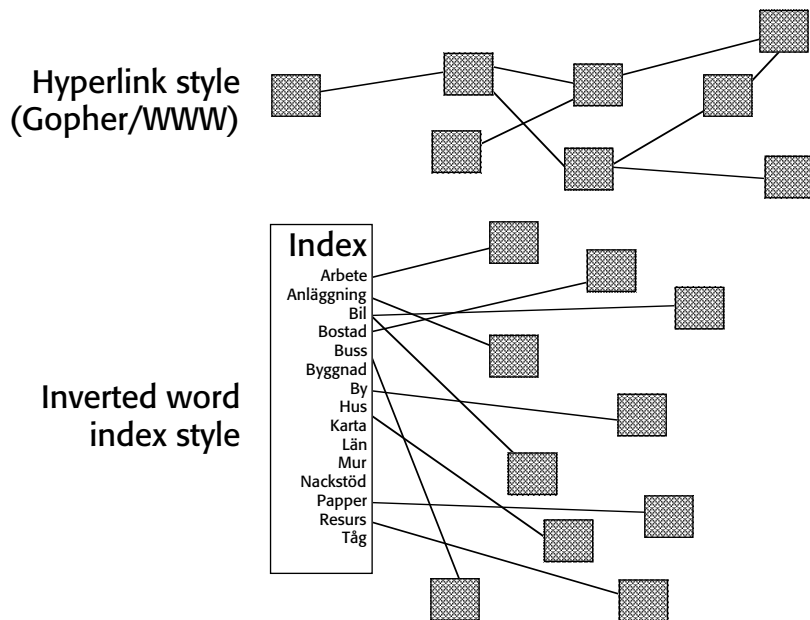 Hyperlink style
(Gopher/WWW)
Index
Arbete
Anläggning
Bil
Bostad
Buss
Byggnad
By
Hus
Karta
Län
Mur
Nackstöd
Papper
Resurs
Tåg
Inverted word
index style